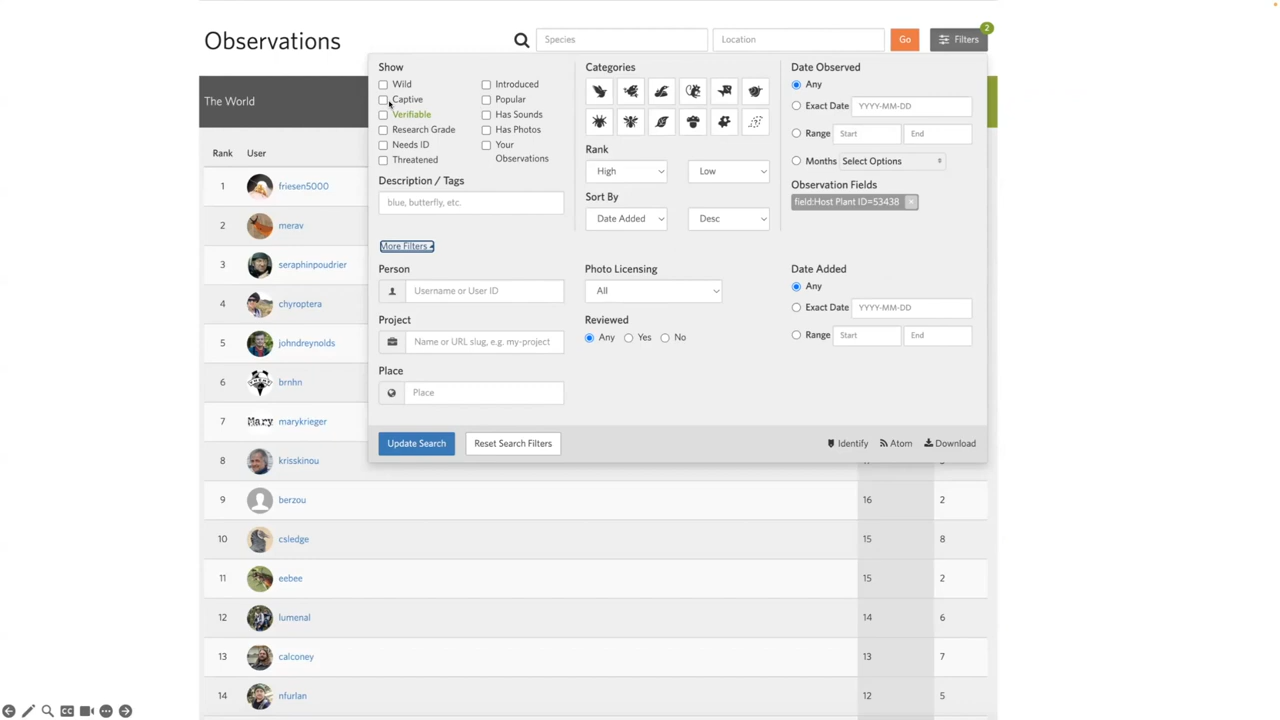 Observations
Species
Location
Go
Filters
2
The World
Rank User
1 friesen5000
2 merav
3 seraphinpoudrier
4 chyroptera
5 johndreynolds
6 brnhn
7 Mary marykrieger
8 krisskinou
9 berzou 16 2
10 csledge 15 8
11 eebee 15 2
12 lumenal 14 6
13 calconey 13 7
14 nfurlan 12 5
Show
Wild
Captive
Verifiable
Research Grade
Needs ID
Threatened
Introduced
Popular
Has Sounds
Has Photos
Your
Observations
Description / Tags
blue, butterfly, etc.
Categories
Rank
High Low
Sort By
Date Added Desc
Date Observed
Any
Exact Date YYYY-MM-DD
Range Start End
Months Select Options
Observation Fields
field:Host Plant ID=53438 ×
More Filters
Person
Username or User ID
Project
Name or URL slug, e.g. my-project
Place
Place
Photo Licensing
All
Reviewed
Any Yes No
Date Added
Any
Exact Date YYYY-MM-DD
Range Start End
Update Search
Reset Search Filters
Identify Atom Download
CC